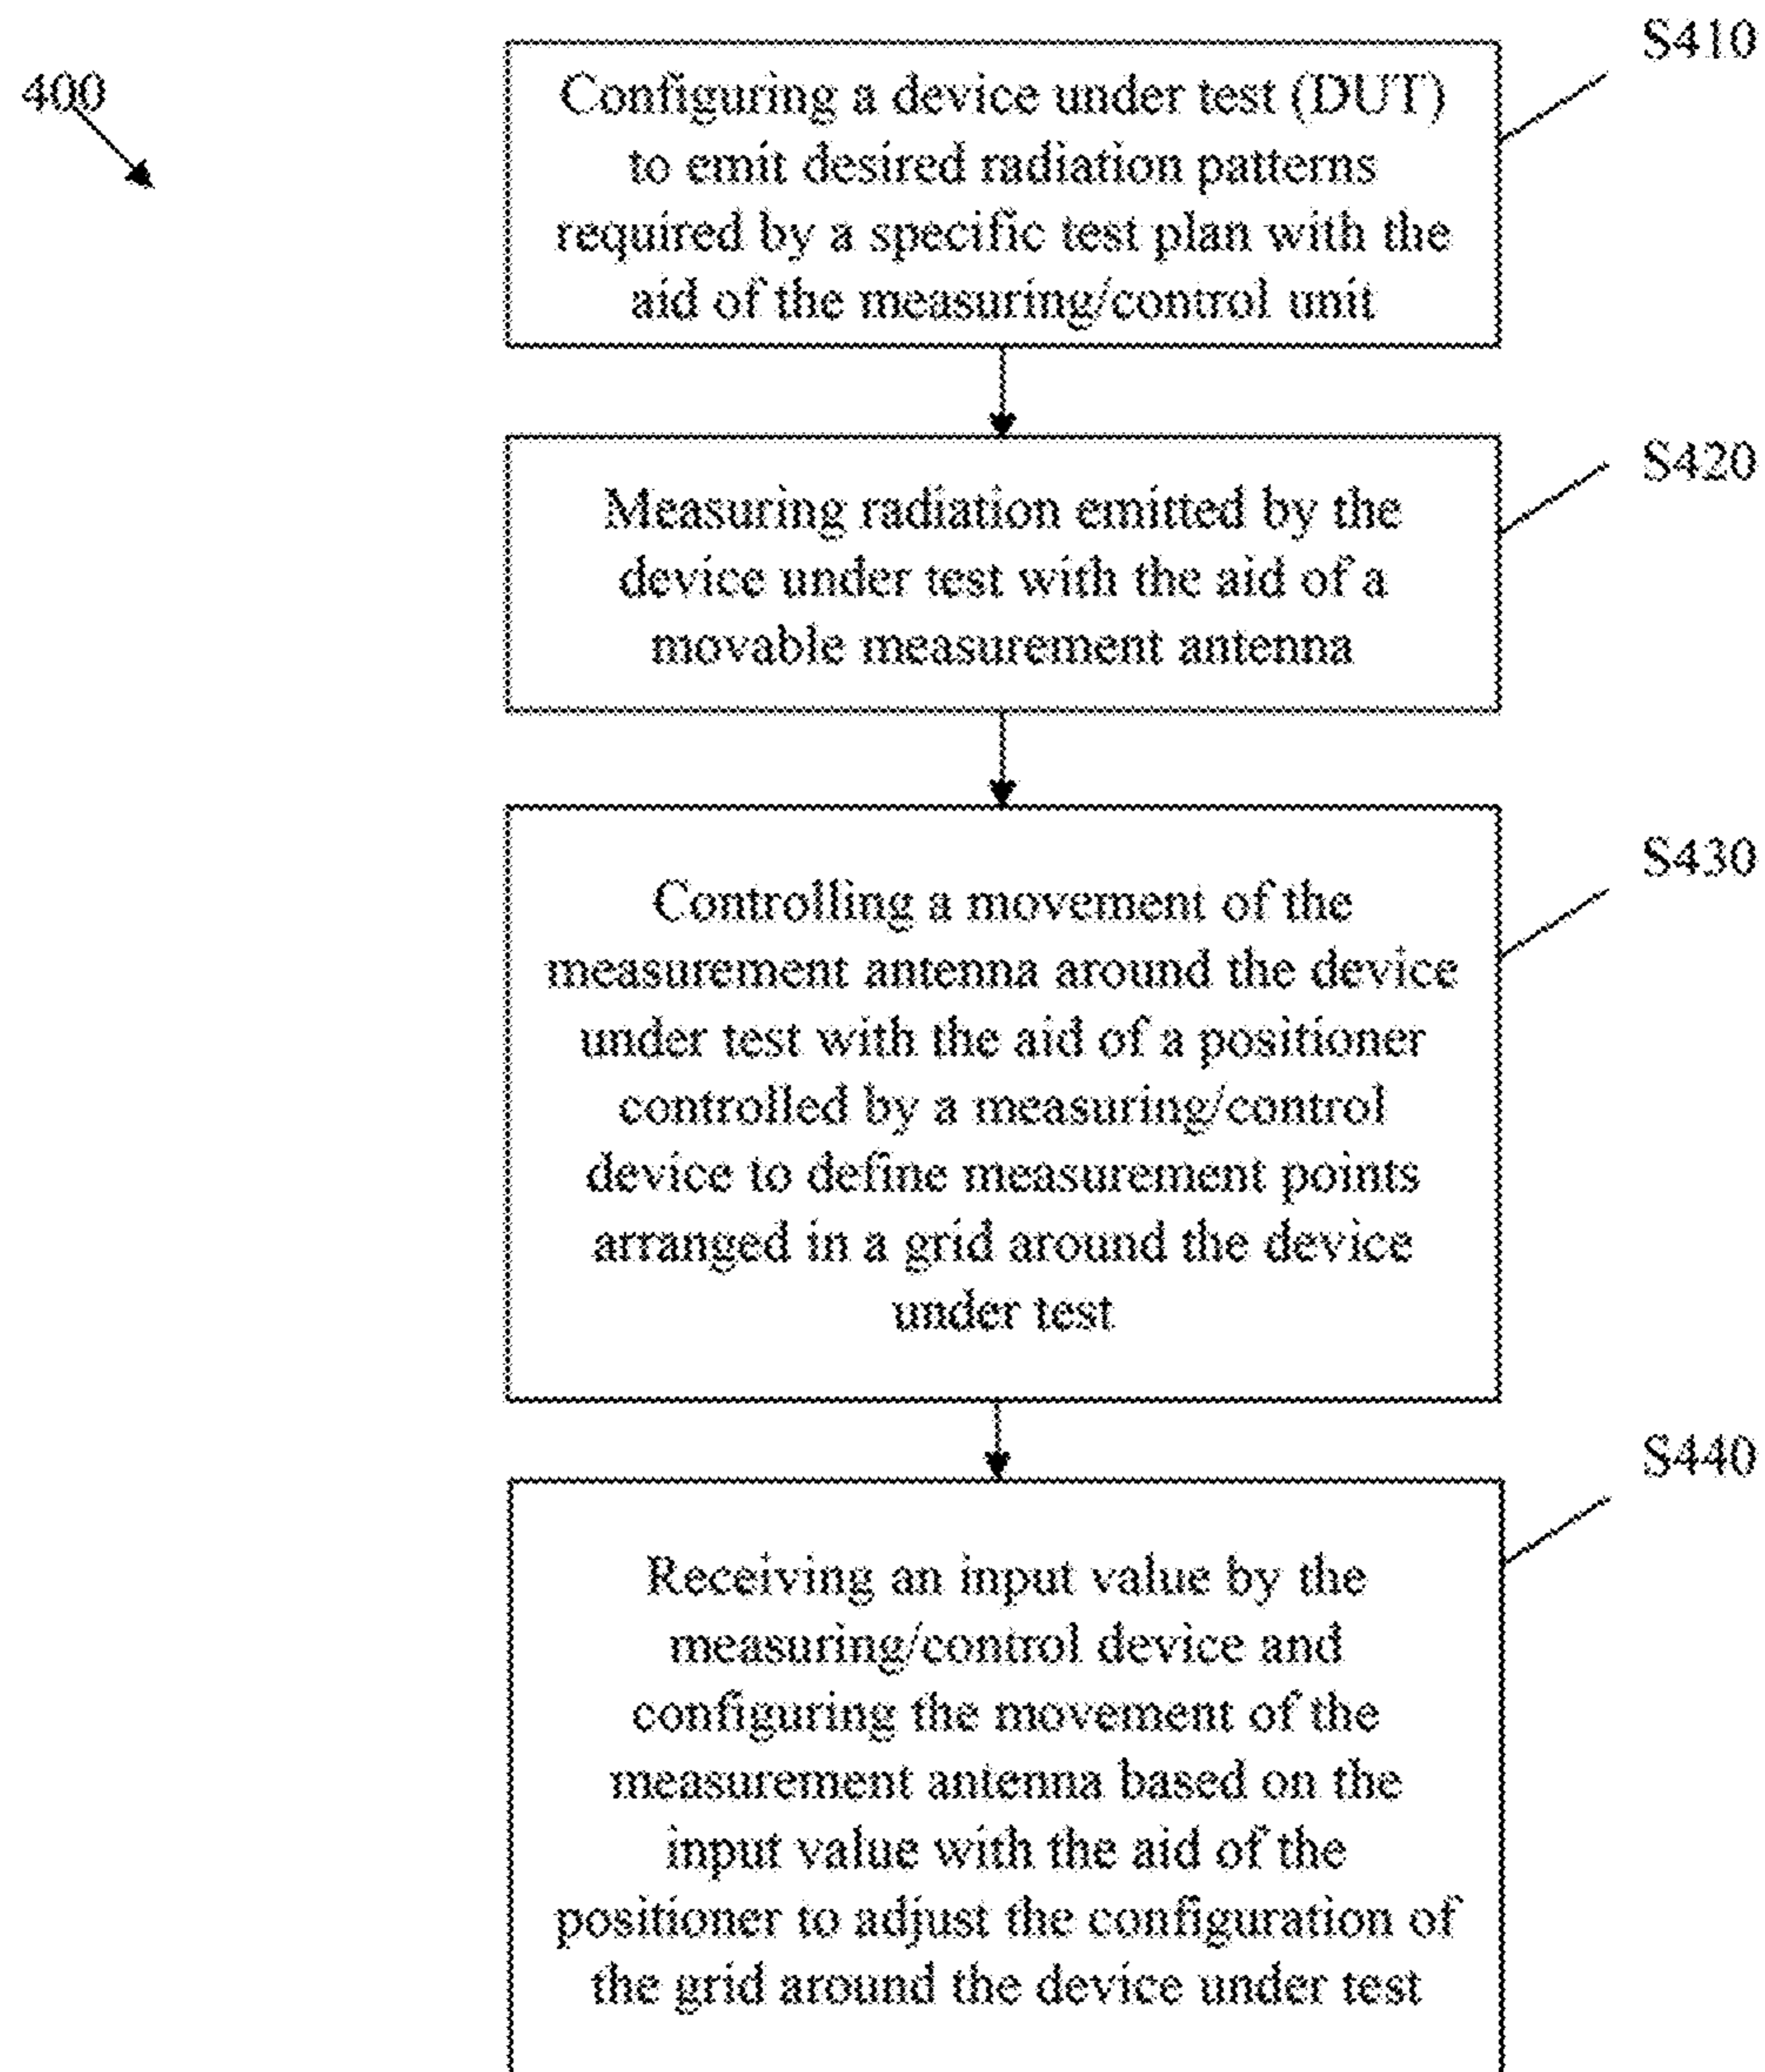 S410
400
Configuring a device under test (DUT)
to emit desired radiation patterns
required by a specific test plan with the
aid of the measuring/control unit
S420
Measuring radiation emitted by the
device under test with the aid of a
movable measurement antenna
S430
Controlling a movement of the
measurement antenna around the device
under test with the aid of a positioner
controlled by a measuring/control
device to define measurement points
arranged in a grid around the device
under test
S440
Receiving an input value by the
measuring/control device and
configuring the movement of the
measurement antenna based on the
input value with the aid of the
positioner to adjust the configuration of
the grid around the device under test